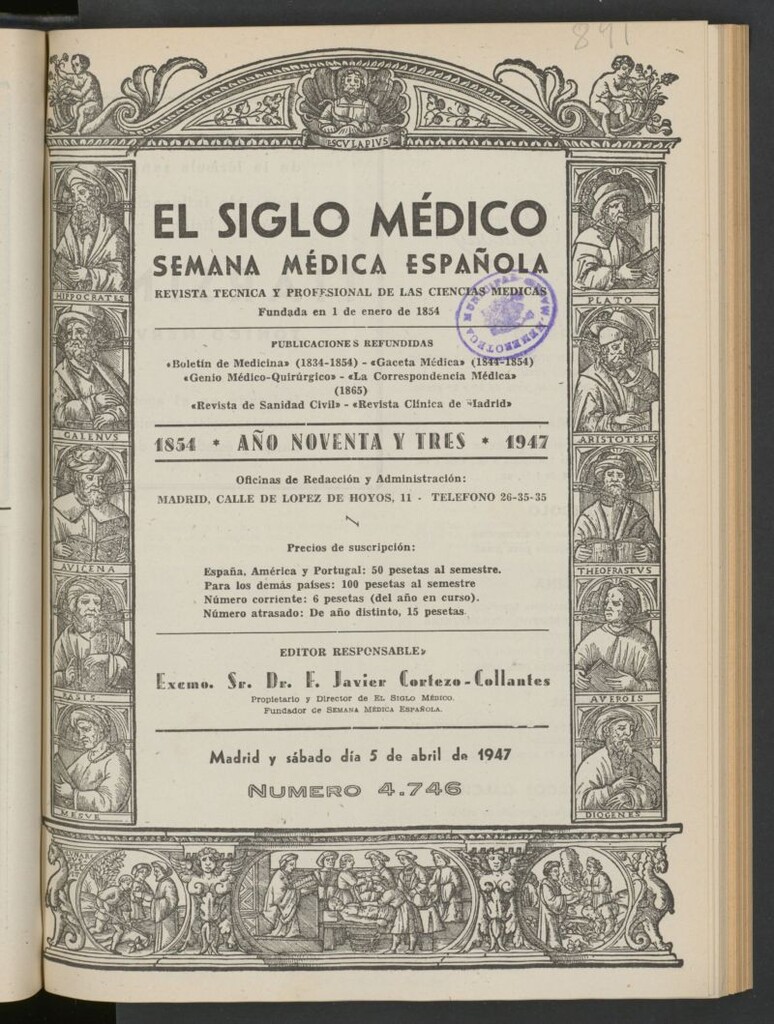 891
ESCVLAPIVS
EL SIGLO MÉDICO
SEMANA MÉDICA ESPAÑOLA
REVISTA TECNICA Y PROFESIONAL DE LAS CIENCIAS MEDICAS
Fundada en 1 de enero de 1854
HEMEROTECA MUNICIPAL MADRID
PUBLICACIONES REFUNDIDAS
«Boletín de Medicina» (1834-1854) - «Gaceta Médica» (1844-1854)
«Genio Médico-Quirúrgico» - «La Correspondencia Médica»
(1865)
«Revista de Sanidad Civil» - «Revista Clínica de Madrid»
1854 * AÑO NOVENTA Y TRES * 1947
Oficinas de Redacción y Administración:
MADRID, CALLE DE LOPEZ DE HOYOS, 11 - TELEFONO 26-35-35
Precios de suscripción:
España, América y Portugal: 50 pesetas al semestre.
Para los demás países: 100 pesetas al semestre
Número corriente: 6 pesetas (del año en curso).
Número atrasado: De año distinto, 15 pesetas
EDITOR RESPONSABLE»
Excmo. Sr. Dr. F. Javier Cortezo-Collantes
Propietario y Director de EL SIGLO MÉDICO.
Fundador de SEMANA MÉDICA ESPAÑOLA.
Madrid y sábado día 5 de abril de 1947
NUMERO 4.746
HIPPOCRATES
GALENVS
AVICENA
RASIS
MESVE
PLATO
ARISTOTELES
THEOFRASTVS
AVEROIS
DIOGENES